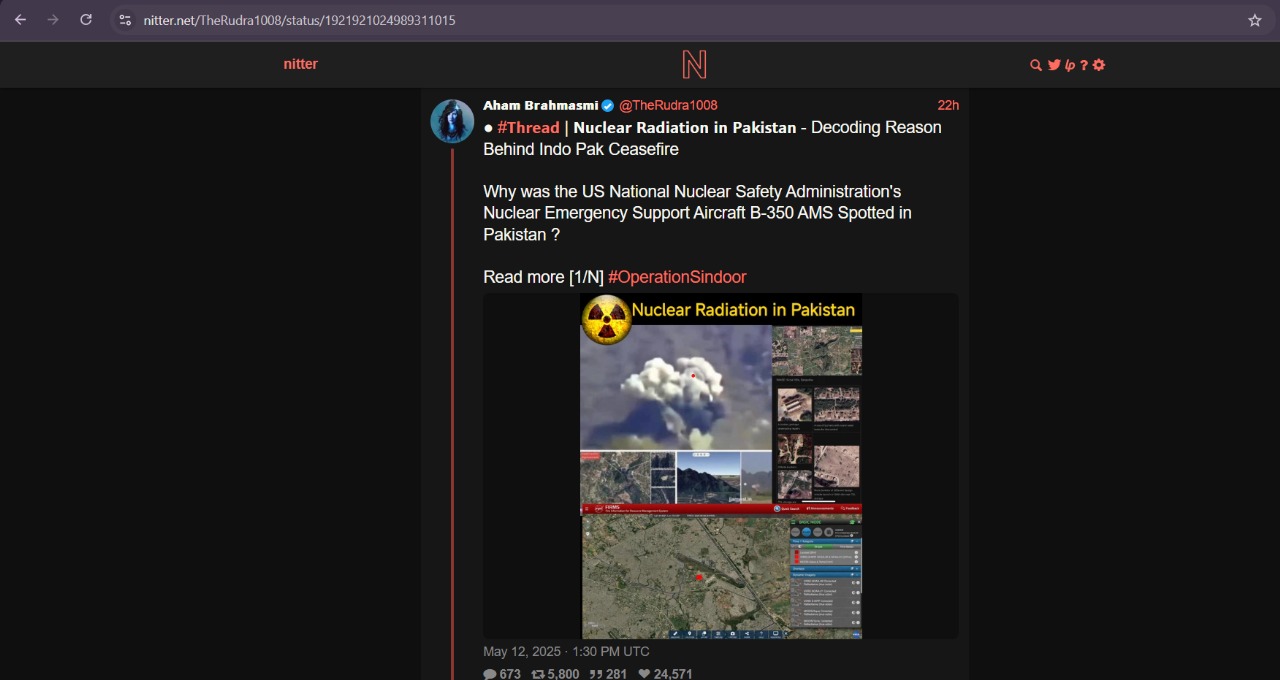 nitter.net/TheRudra1008/status/1921921024989311015
nitter
N
Aham Brahmasmi @TheRudra1008 22h
● #Thread | Nuclear Radiation in Pakistan - Decoding Reason
Behind Indo Pak Ceasefire
Why was the US National Nuclear Safety Administration's
Nuclear Emergency Support Aircraft B-350 AMS Spotted in
Pakistan ?
Read more [1/N] #OperationSindoor
Nuclear Radiation in Pakistan
FIRMS
May 12, 2025 · 1:30 PM UTC
673 5,800 281 24,571